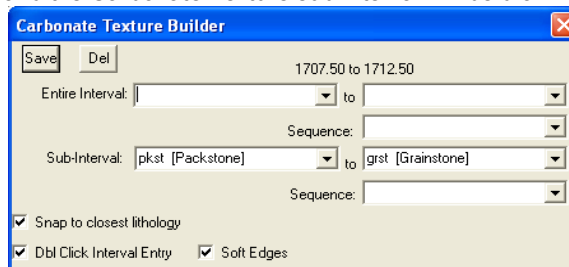 Carbonate Texture Builder
Save Del
1707.50 to 1712.50
Entire Interval: to
Sequence:
Sub-Interval: pkst [Packstone] to grst [Grainstone]
Sequence:
Snap to closest lithology
Dbl Click Interval Entry Soft Edges